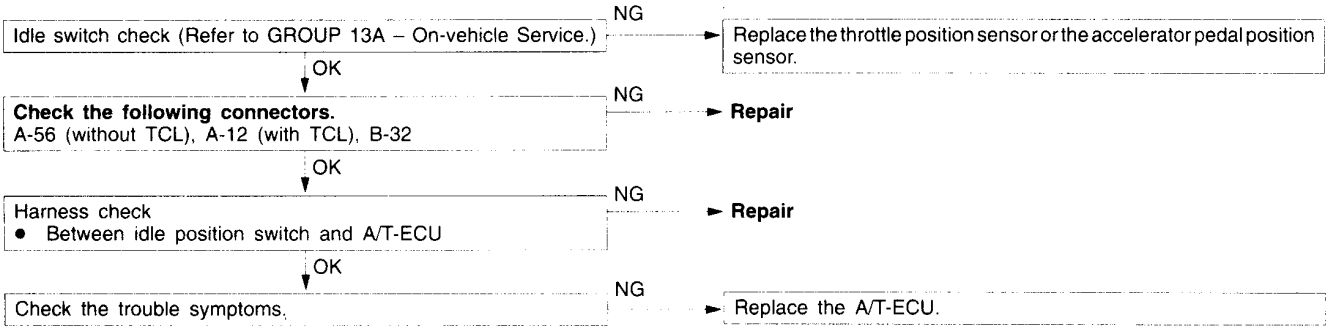 NG
Idle switch check (Refer to GROUP 13A – On-vehicle Service.)
Replace the throttle position sensor or the accelerator pedal position
sensor.
OK
NG
Check the following connectors.
A-56 (without TCL), A-12 (with TCL), B-32
Repair
OK
NG
Harness check
● Between idle position switch and A/T-ECU
Repair
OK
NG
Check the trouble symptoms.
Replace the A/T-ECU.